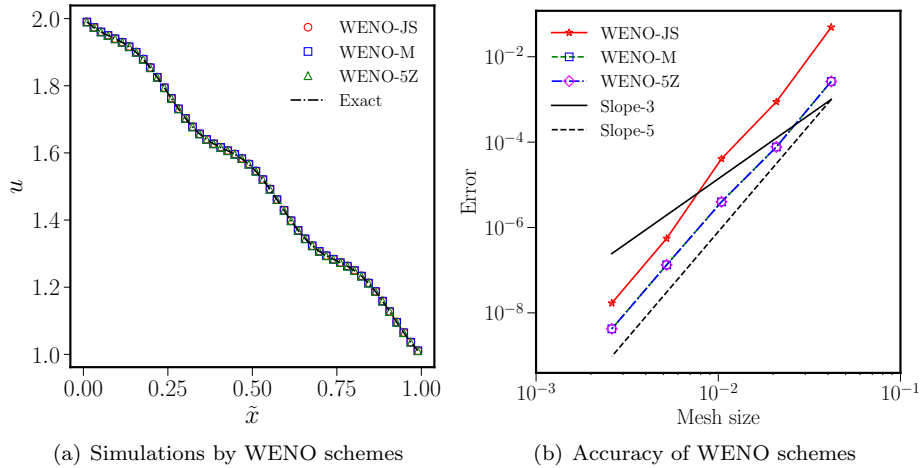 2.0
1.8
1.6
1.4
1.2
1.0
u
0.00
0.25
0.50
0.75
1.00
x̃
WENO-JS
WENO-M
WENO-5Z
Exact
(a) Simulations by WENO schemes
10⁻²
10⁻⁴
10⁻⁶
10⁻⁸
Error
10⁻³
10⁻²
10⁻¹
Mesh size
WENO-JS
WENO-M
WENO-5Z
Slope-3
Slope-5
(b) Accuracy of WENO schemes